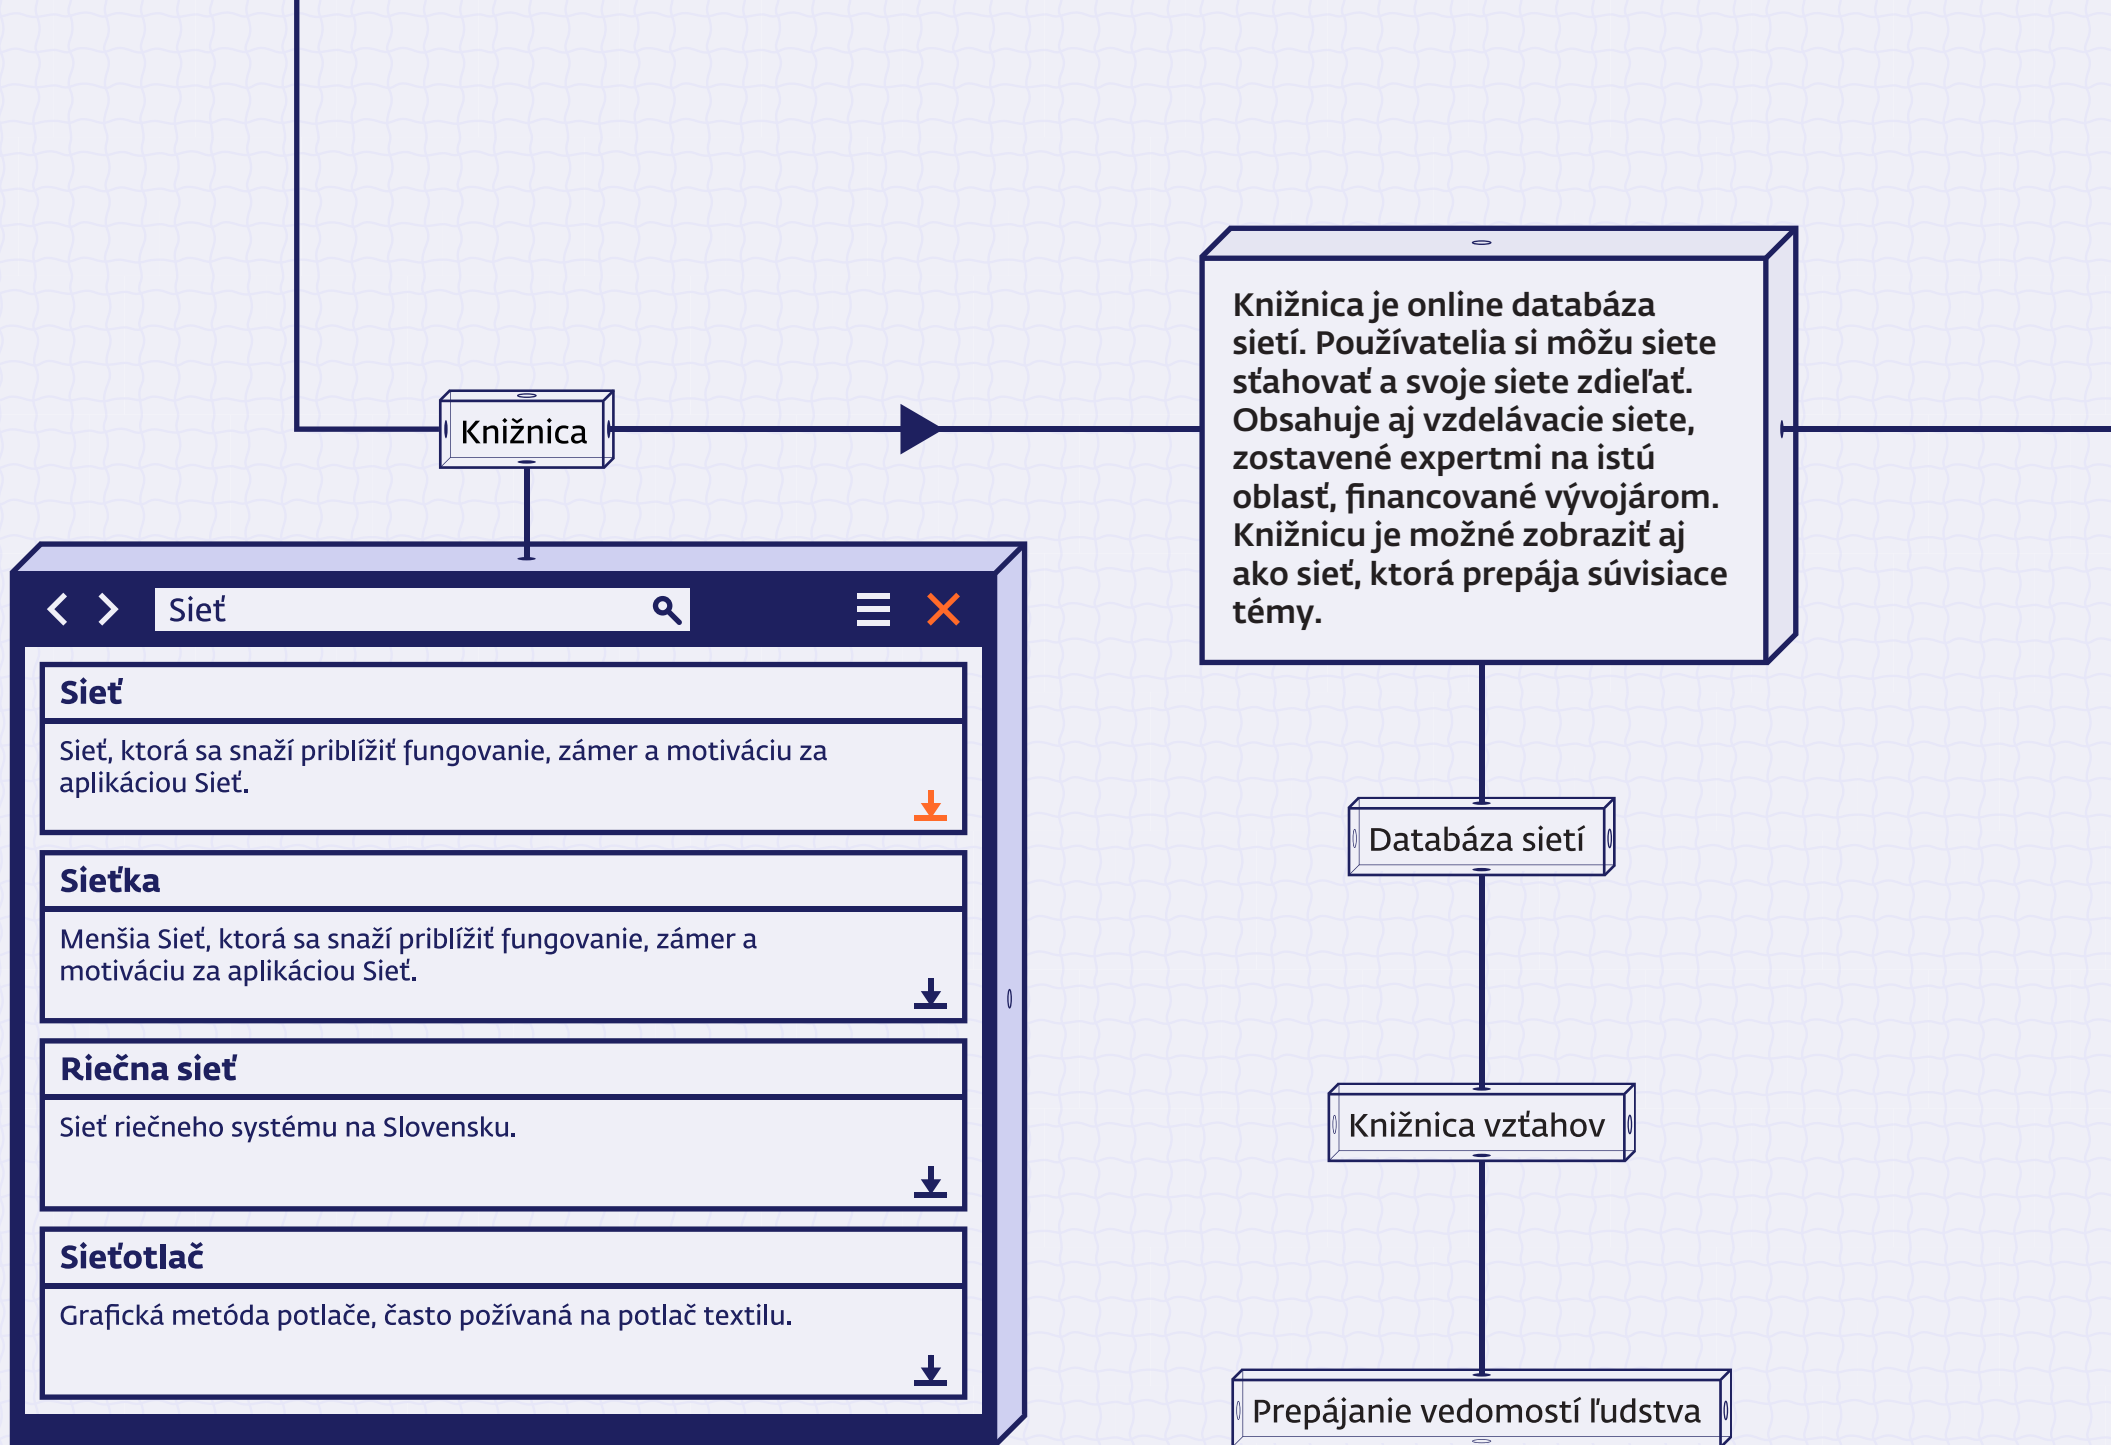 Knižnica
Knižnica je online databáza
sietí. Používatelia si môžu siete
sťahovať a svoje siete zdieľať.
Obsahuje aj vzdelávacie siete,
zostavené expertmi na istú
oblasť, financované vývojárom.
Knižnicu je možné zobraziť aj
ako sieť, ktorá prepája súvisiace
témy.
Sieť
Sieť
Sieť, ktorá sa snaží priblížiť fungovanie, zámer a motiváciu za
aplikáciou Sieť.
Sieťka
Menšia Sieť, ktorá sa snaží priblížiť fungovanie, zámer a
motiváciu za aplikáciou Sieť.
Riečna sieť
Sieť riečneho systému na Slovensku.
Sieťotlač
Grafická metóda potlače, často požívaná na potlač textilu.
Databáza sietí
Knižnica vzťahov
Prepájanie vedomostí ľudstva